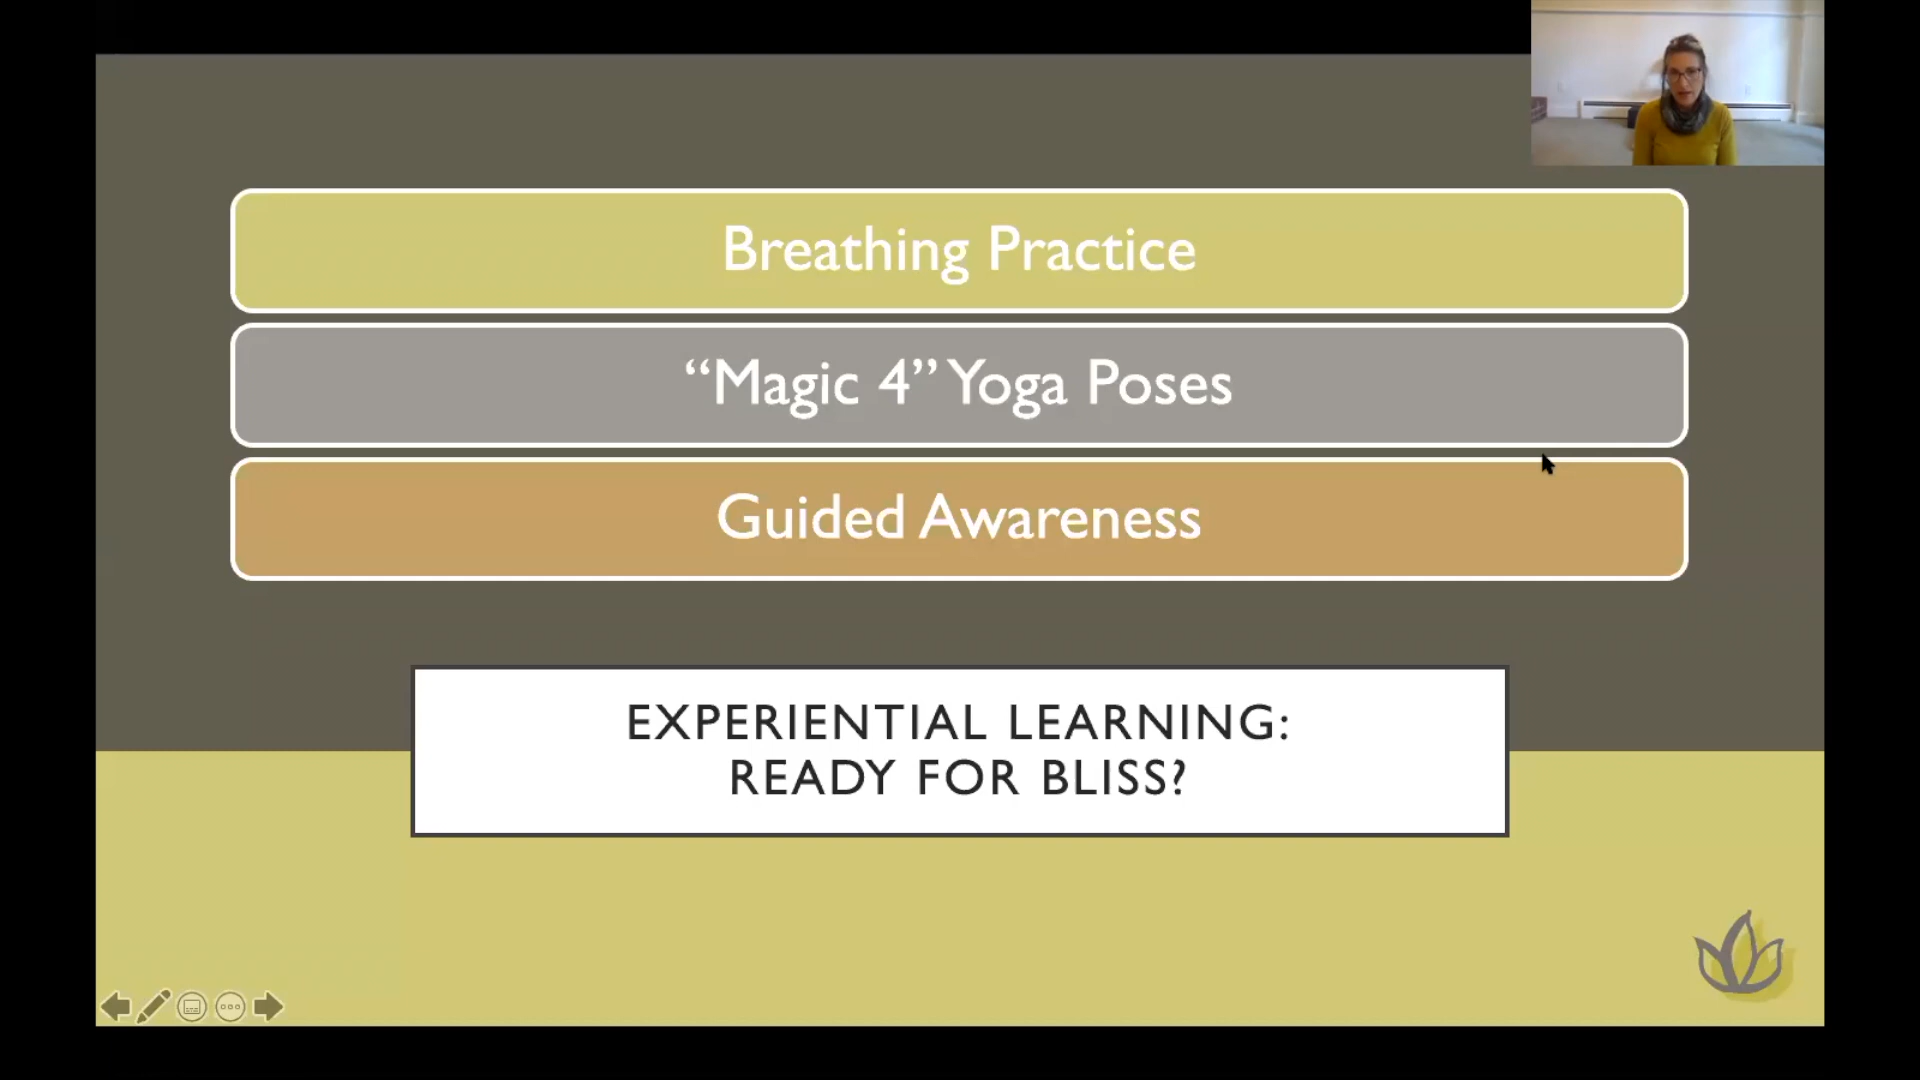 Breathing Practice
“Magic 4” Yoga Poses
Guided Awareness
EXPERIENTIAL LEARNING:
READY FOR BLISS?